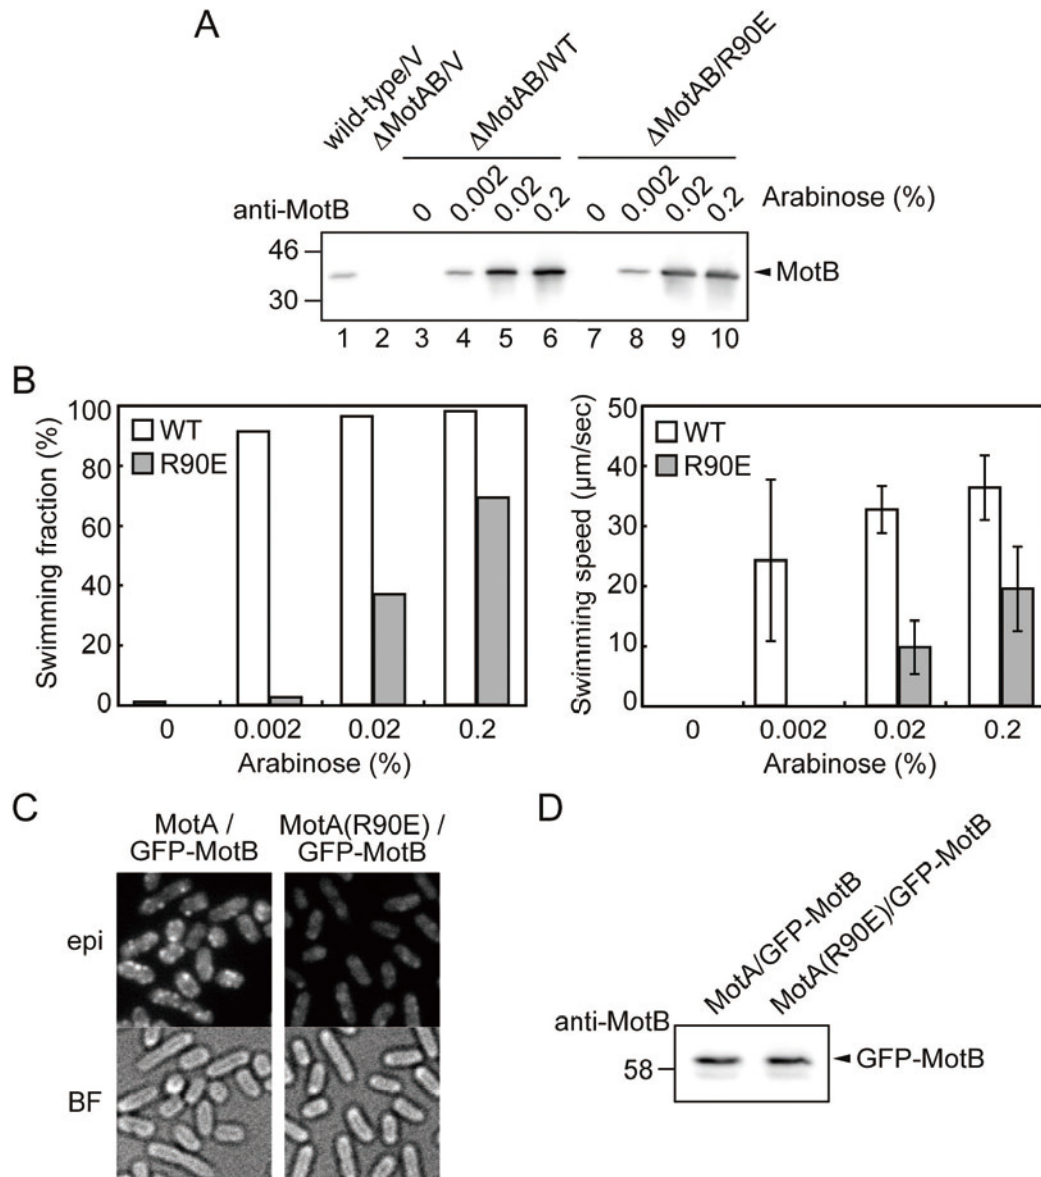 A
wild-type/V
ΔMotAB/V
ΔMotAB/WT
ΔMotAB/R90E
anti-MotB
0 0.002 0.02 0.2 0 0.002 0.02 0.2 Arabinose (%)
46
30
MotB
1 2 3 4 5 6 7 8 9 10
B
Swimming fraction (%)
100
80
60
40
20
0
WT
R90E
0 0.002 0.02 0.2
Arabinose (%)
Swimming speed (μm/sec)
50
40
30
20
10
0
WT
R90E
0 0.002 0.02 0.2
Arabinose (%)
C
MotA /
GFP-MotB
MotA(R90E) /
GFP-MotB
epi
BF
D
MotA/GFP-MotB
MotA(R90E)/GFP-MotB
anti-MotB
58
GFP-MotB